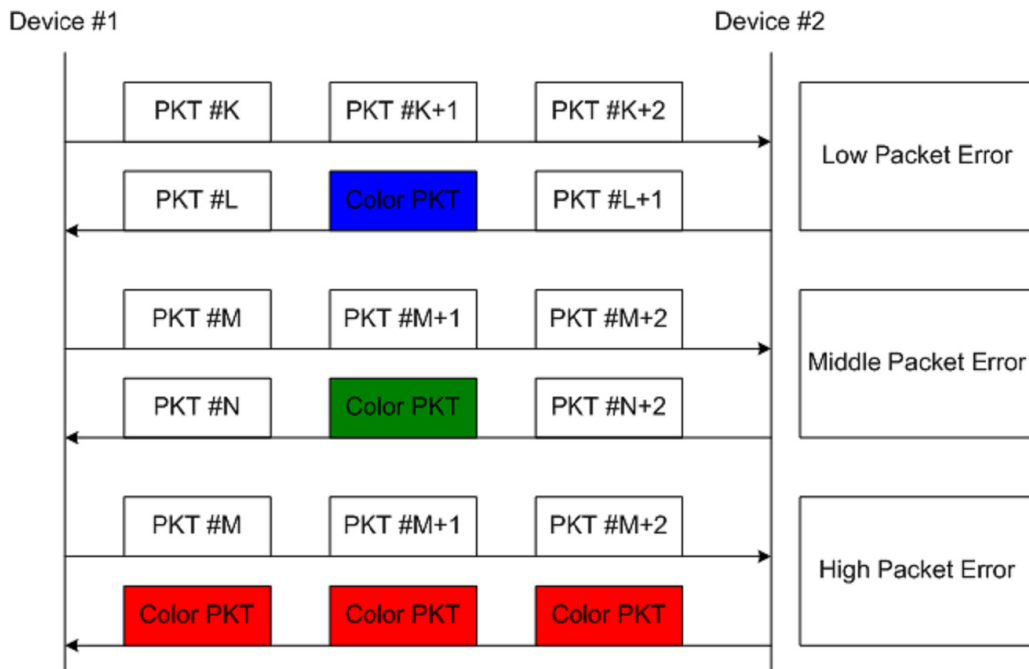 Device #1
Device #2
PKT #K
PKT #K+1
PKT #K+2
Low Packet Error
PKT #L
Color PKT
PKT #L+1
PKT #M
PKT #M+1
PKT #M+2
Middle Packet Error
PKT #N
Color PKT
PKT #N+2
PKT #M
PKT #M+1
PKT #M+2
High Packet Error
Color PKT
Color PKT
Color PKT